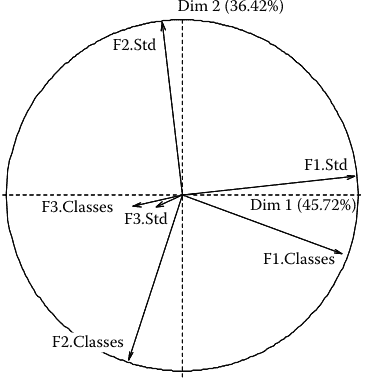 Dim 2 (36.42%)
F2.Std
F1.Std
F3.Classes
Dim 1 (45.72%)
F3.Std
F1.Classes
F2.Classes